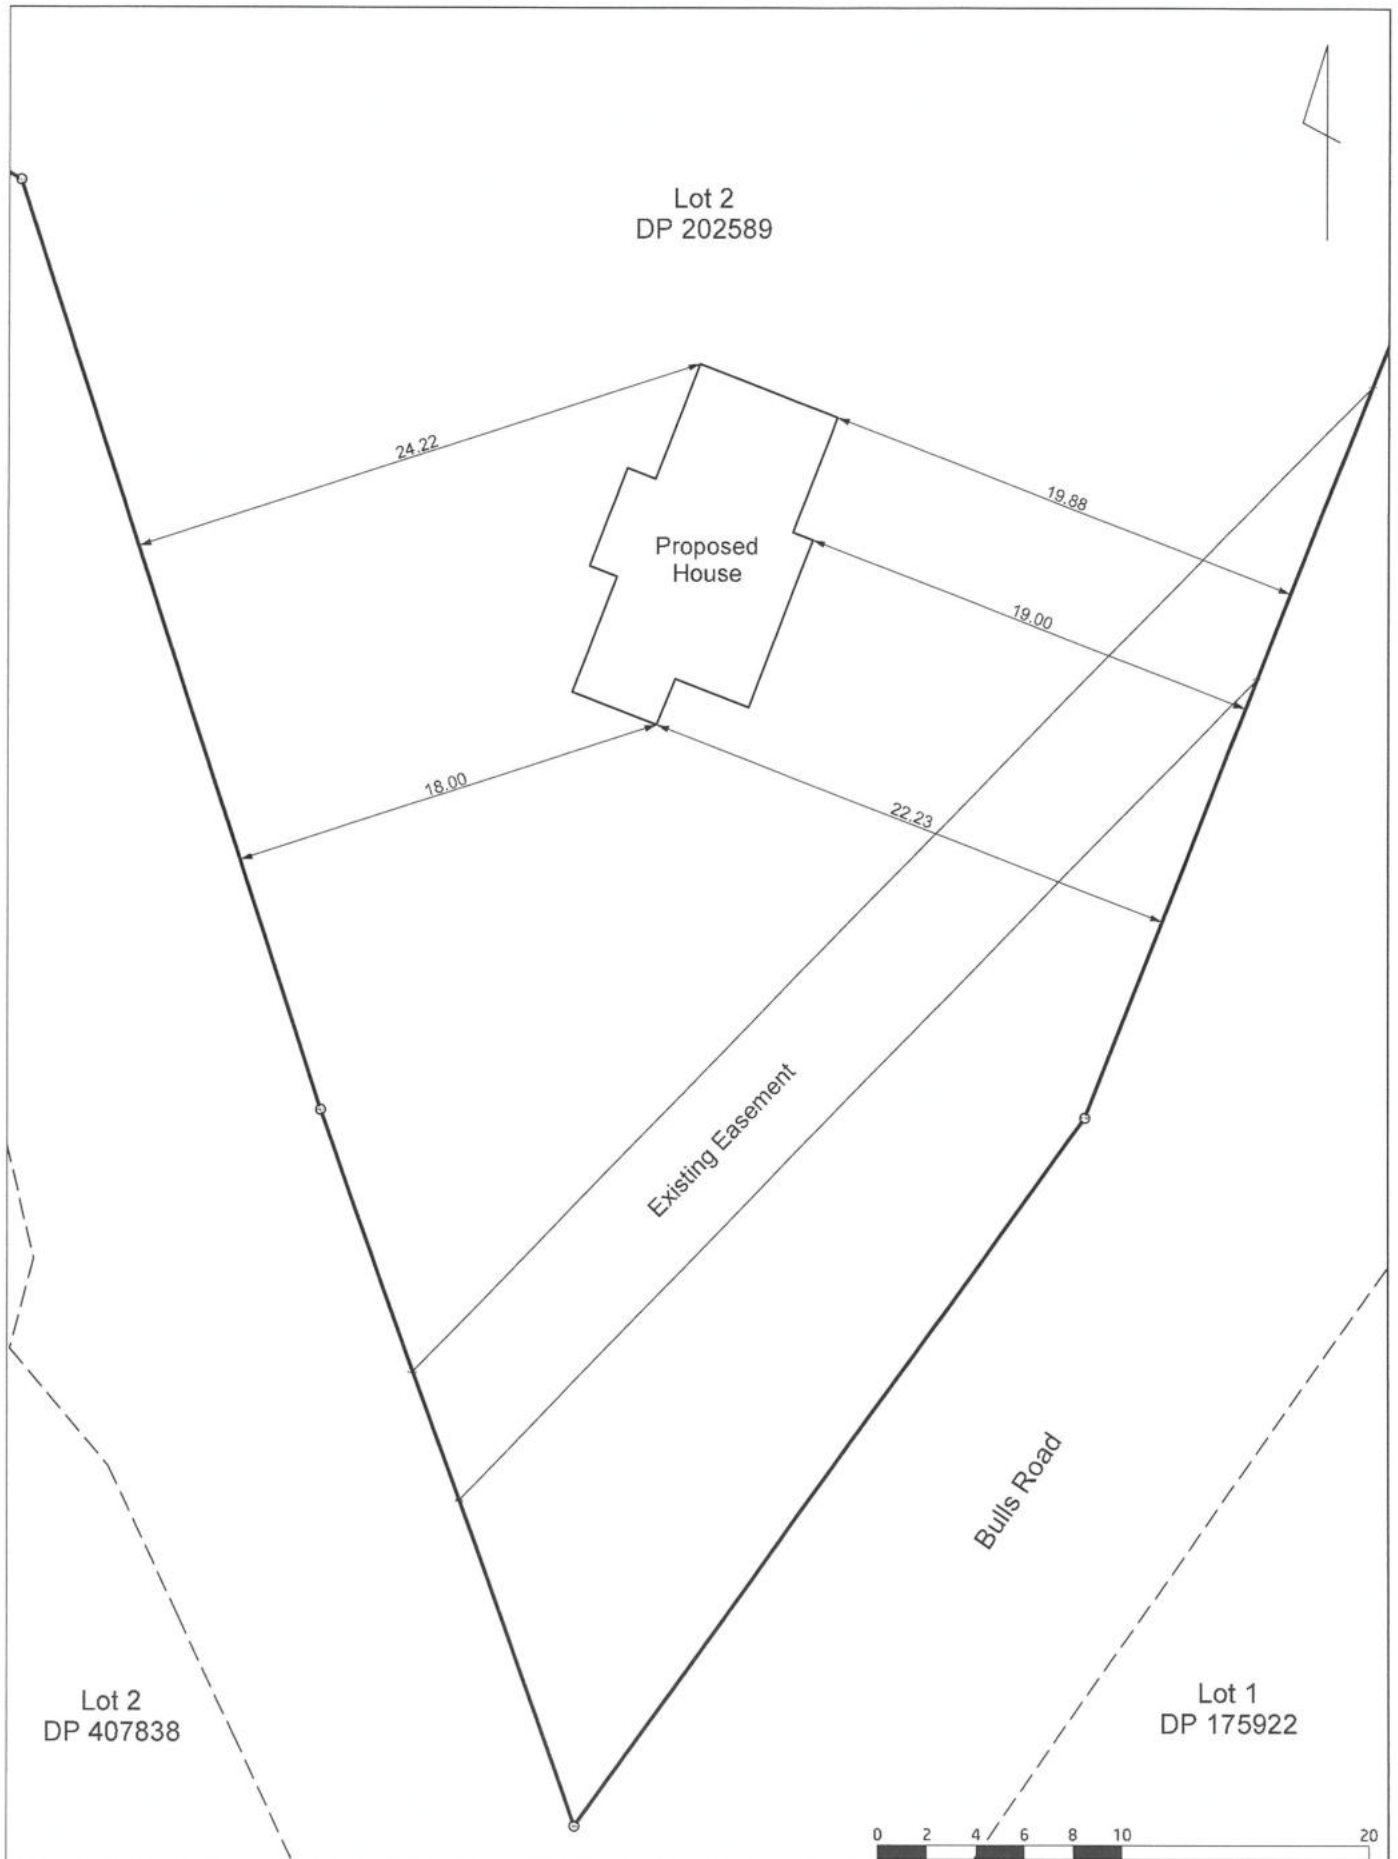 Lot 2
DP 202589
24.22
19.88
Proposed
House
19.00
18.00
22.23
Existing Easement
Bulls Road
Lot 2
DP 407838
Lot 1
DP 175922
0 2 4 6 8 10 20